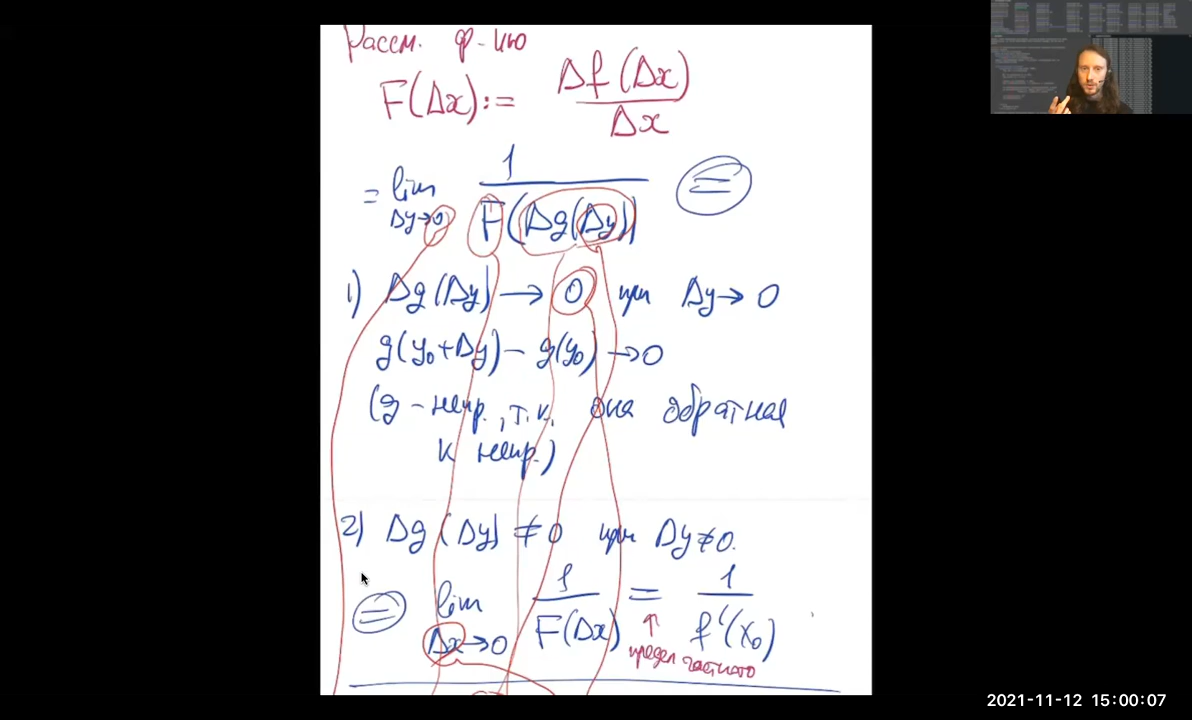 Рассм. ф-цию
F(Δx) := Δf(Δx) / Δx
= lim Δy→0 1 / F(Δg(Δy)) =
1) Δg(Δy) → 0 при Δy → 0
g(y₀+Δy) − g(y₀) → 0
(g – непр., т.к. она обратная
к непр.)
2) Δg(Δy) ≠ 0 при Δy ≠ 0.
= lim Δx→0 1 / F(Δx) = 1 / f'(x₀)
↑
предел частного
2021-11-12 15:00:07